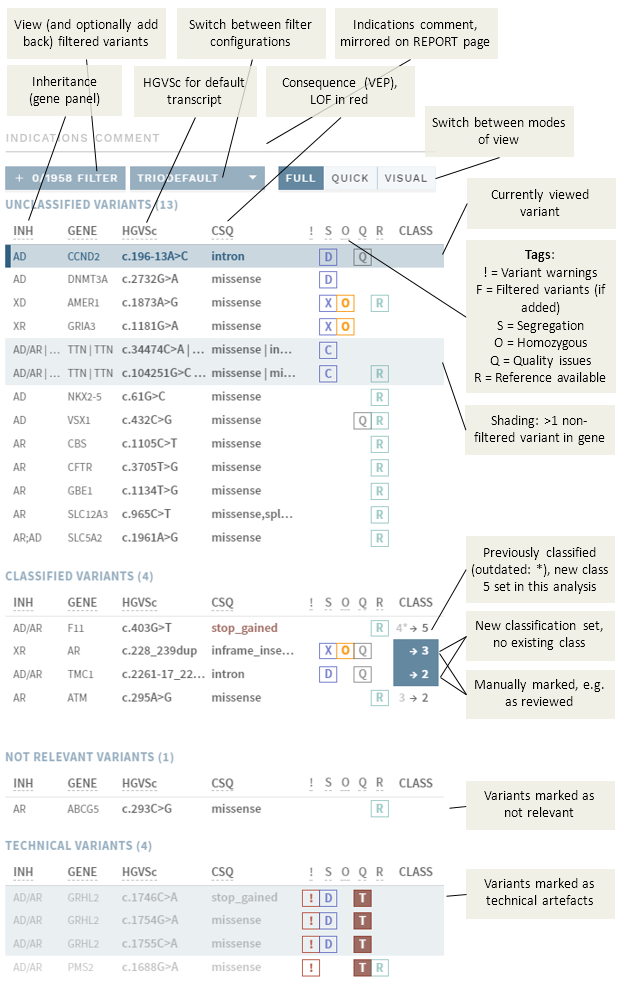 View (and optionally add
back) filtered variants
Switch between filter
configurations
Indications comment,
mirrored on REPORT page
Inheritance
(gene panel)
HGVSc for default
transcript
Consequence (VEP),
LOF in red
Switch between modes
of view
INDICATIONS COMMENT
+ 0/1958 FILTER
TRIODEFAULT
FULL QUICK VISUAL
UNCLASSIFIED VARIANTS (13)
INH GENE HGVSc CSQ ! S O Q R CLASS
AD CCND2 c.196-13A>C intron D Q
AD DNMT3A c.2732G>A missense D
XD AMER1 c.1873A>G missense X O R
XR GRIA3 c.1181G>A missense X O
AD/AR | ... TTN | TTN c.34474C>A | ... missense | in... C
AD/AR | ... TTN | TTN c.104251G>C ... missense | mi... C R
AD NKX2-5 c.61G>C missense R
AD VSX1 c.432C>G missense Q R
AR CBS c.1105C>T missense R
AR CFTR c.3705T>G missense R
AR GBE1 c.1134T>G missense R
AR SLC12A3 c.965C>T missense,spl... R
AR;AD SLC5A2 c.1961A>G missense R
Currently viewed
variant
Tags:
! = Variant warnings
F = Filtered variants (if
added)
S = Segregation
O = Homozygous
Q = Quality issues
R = Reference available
Shading: >1 non-
filtered variant in gene
CLASSIFIED VARIANTS (4)
INH GENE HGVSc CSQ ! S O Q R CLASS
AD/AR F11 c.403G>T stop_gained R 4* → 5
XR AR c.228_239dup inframe_inse... X O Q → 3
AD/AR TMC1 c.2261-17_22... intron D Q → 2
AR ATM c.295A>G missense R 3 → 2
Previously classified
(outdated: *), new class
5 set in this analysis
New classification set,
no existing class
Manually marked, e.g.
as reviewed
NOT RELEVANT VARIANTS (1)
INH GENE HGVSc CSQ ! S O Q R CLASS
AR ABCG5 c.293C>G missense R
Variants marked as
not relevant
TECHNICAL VARIANTS (4)
INH GENE HGVSc CSQ ! S O Q R CLASS
AD/AR GRHL2 c.1746C>A stop_gained ! D T
AD/AR GRHL2 c.1754G>A missense ! D T
AD/AR GRHL2 c.1755C>A missense ! D T
AD/AR PMS2 c.1688G>A missense ! T R
Variants marked as
technical artefacts